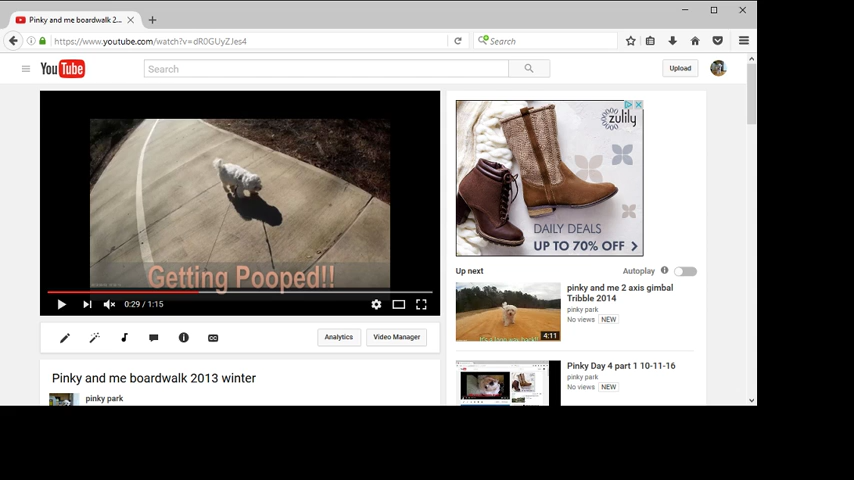 Pinky and me boardwalk 2...
https://www.youtube.com/watch?v=dR0GUyZJes4
Search
YouTube
Search
Upload
zulily
DAILY DEALS
UP TO 70% OFF
Getting Pooped!!
0:29 / 1:15
Up next
Autoplay
pinky and me 2 axis gimbal
Tribble 2014
pinky park
No views NEW
4:11
Analytics
Video Manager
Pinky Day 4 part 1 10-11-16
pinky park
No views NEW
Pinky and me boardwalk 2013 winter
pinky park